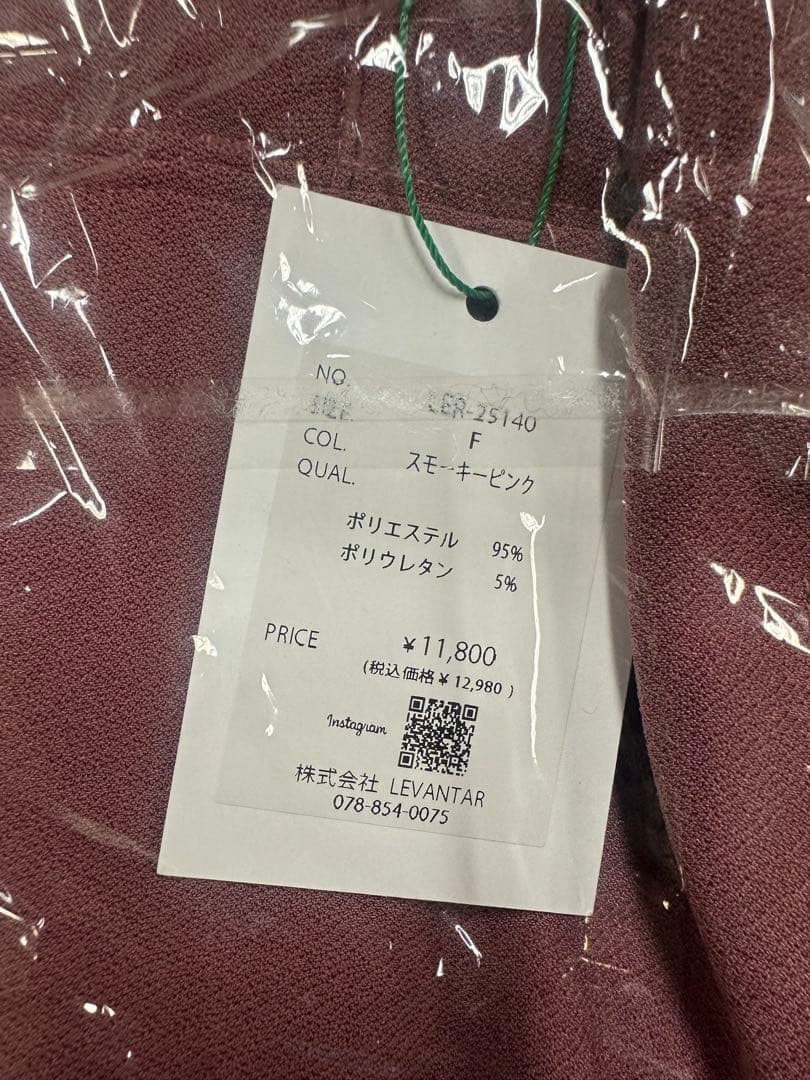 NO.
SIZE. ER-25140
COL. F
QUAL. スモーキーピンク
ポリエステル 95%
ポリウレタン 5%
PRICE ¥11,800
(税込価格¥12,980)
Instagram
株式会社 LEVANTAR
078-854-0075